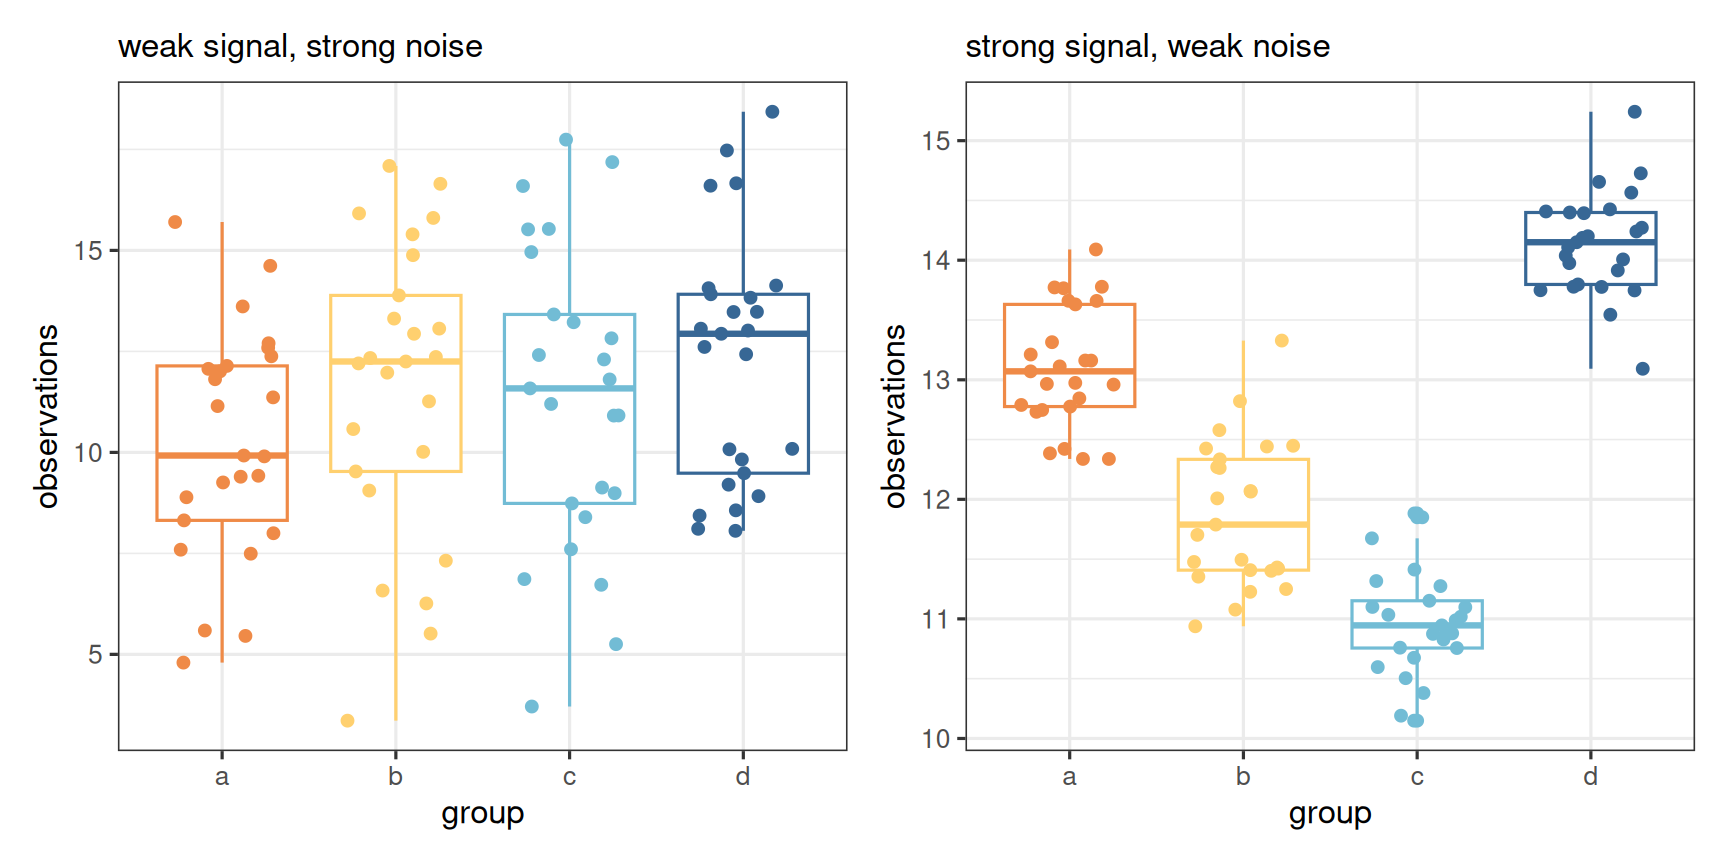 weak signal, strong noise
observations
15
10
5
a b c d
group
strong signal, weak noise
observations
15
14
13
12
11
10
a b c d
group